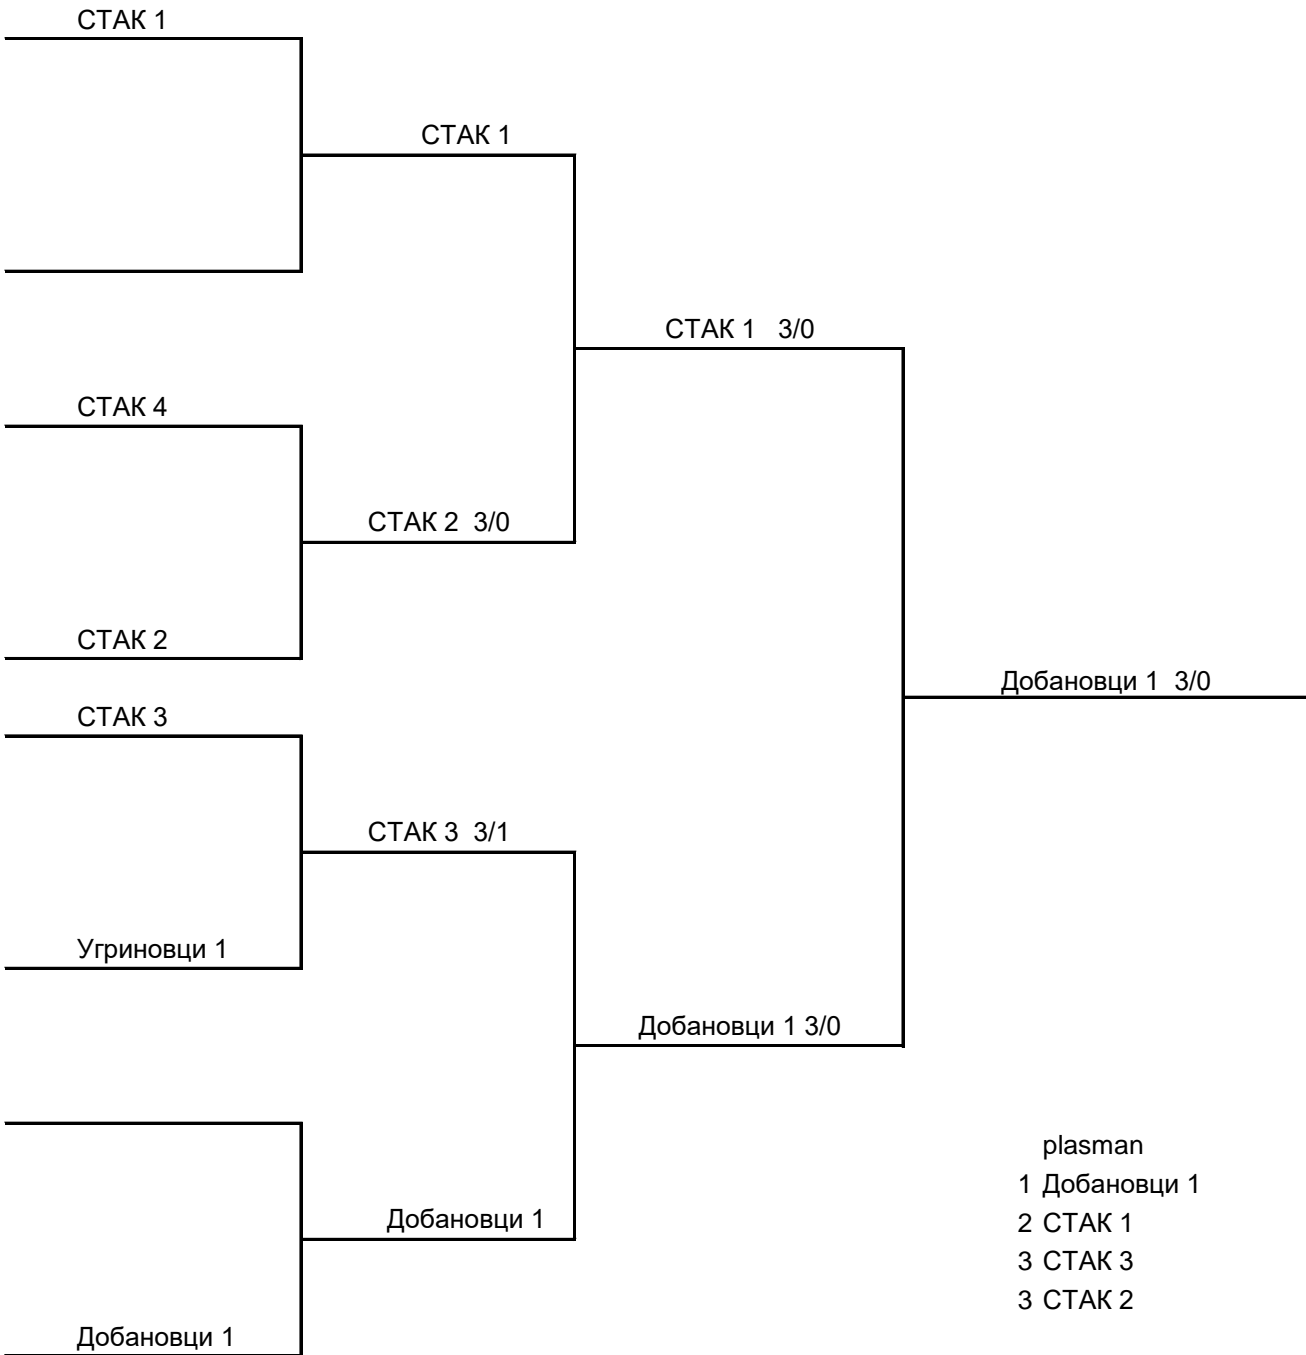 СТАК 1
СТАК 1
СТАК 1 3/0
СТАК 4
СТАК 2 3/0
СТАК 2
Добановци 1 3/0
СТАК 3
СТАК 3 3/1
Угриновци 1
Добановци 1 3/0
plasman
1 Добановци 1
Добановци 1
2 СТАК 1
3 СТАК 3
3 СТАК 2
Добановци 1